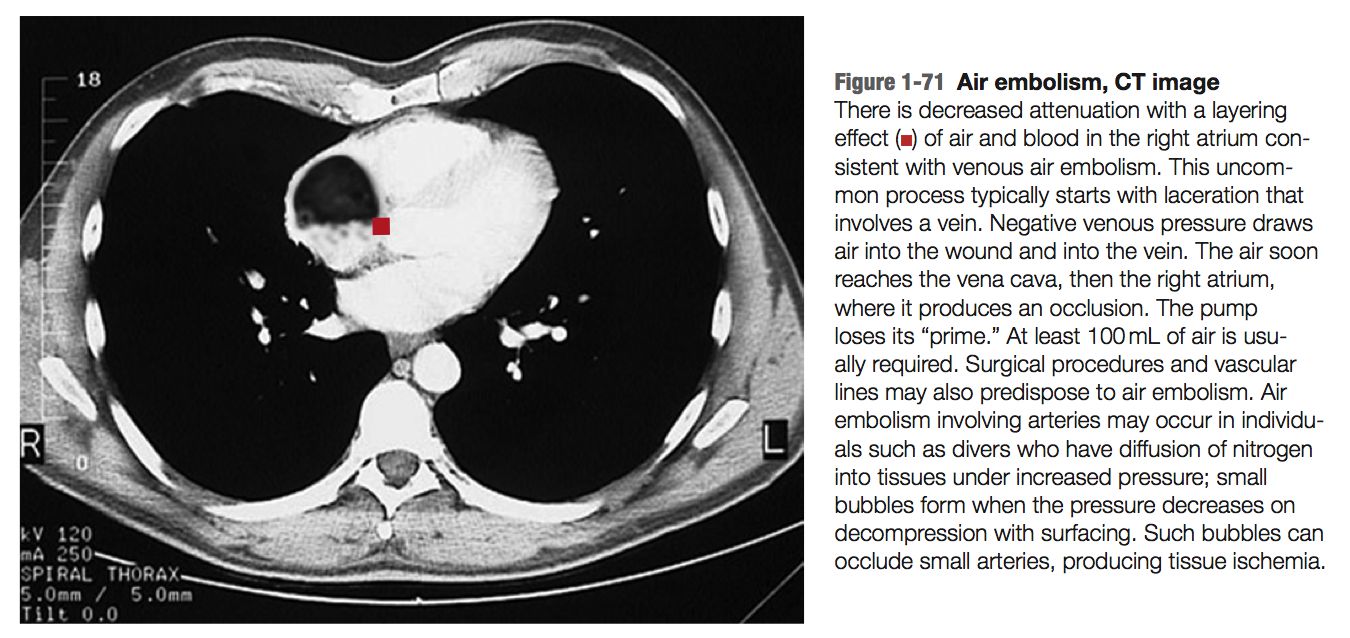 18
R
L
0
kV 120
mA 250
SPIRAL THORAX
5.0mm / 5.0mm
Tilt 0.0
Figure 1-71 Air embolism, CT image
There is decreased attenuation with a layering
effect (■) of air and blood in the right atrium con-
sistent with venous air embolism. This uncom-
mon process typically starts with laceration that
involves a vein. Negative venous pressure draws
air into the wound and into the vein. The air soon
reaches the vena cava, then the right atrium,
where it produces an occlusion. The pump
loses its “prime.” At least 100 mL of air is usu-
ally required. Surgical procedures and vascular
lines may also predispose to air embolism. Air
embolism involving arteries may occur in individu-
als such as divers who have diffusion of nitrogen
into tissues under increased pressure; small
bubbles form when the pressure decreases on
decompression with surfacing. Such bubbles can
occlude small arteries, producing tissue ischemia.